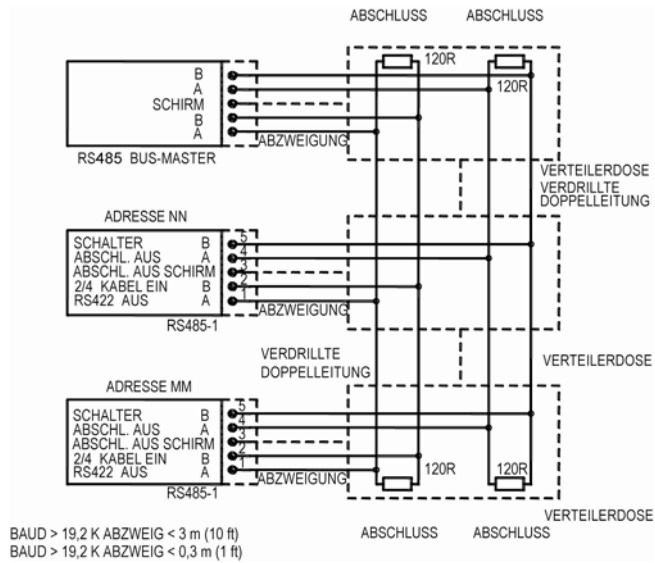 ABSCHLUSS ABSCHLUSS
120R
120R
B
A
SCHIRM
B
A
ABZWEIGUNG
RS485 BUS-MASTER
VERTEILERDOSE
VERDRILLTE
DOPPELLEITUNG
ADRESSE NN
SCHALTER B 5
ABSCHL. AUS A 4
ABSCHL. AUS SCHIRM 3
2/4 KABEL EIN B 2
RS422 AUS A 1
ABZWEIGUNG
RS485-1
VERDRILLTE
DOPPELLEITUNG
VERTEILERDOSE
ADRESSE MM
SCHALTER B 5
ABSCHL. AUS A 4
ABSCHL. AUS SCHIRM 3
2/4 KABEL EIN B 2
RS422 AUS A 1
ABZWEIGUNG
120R 120R
RS485-1
VERTEILERDOSE
ABSCHLUSS ABSCHLUSS
BAUD > 19,2 K ABZWEIG < 3 m (10 ft)
BAUD > 19,2 K ABZWEIG < 0,3 m (1 ft)